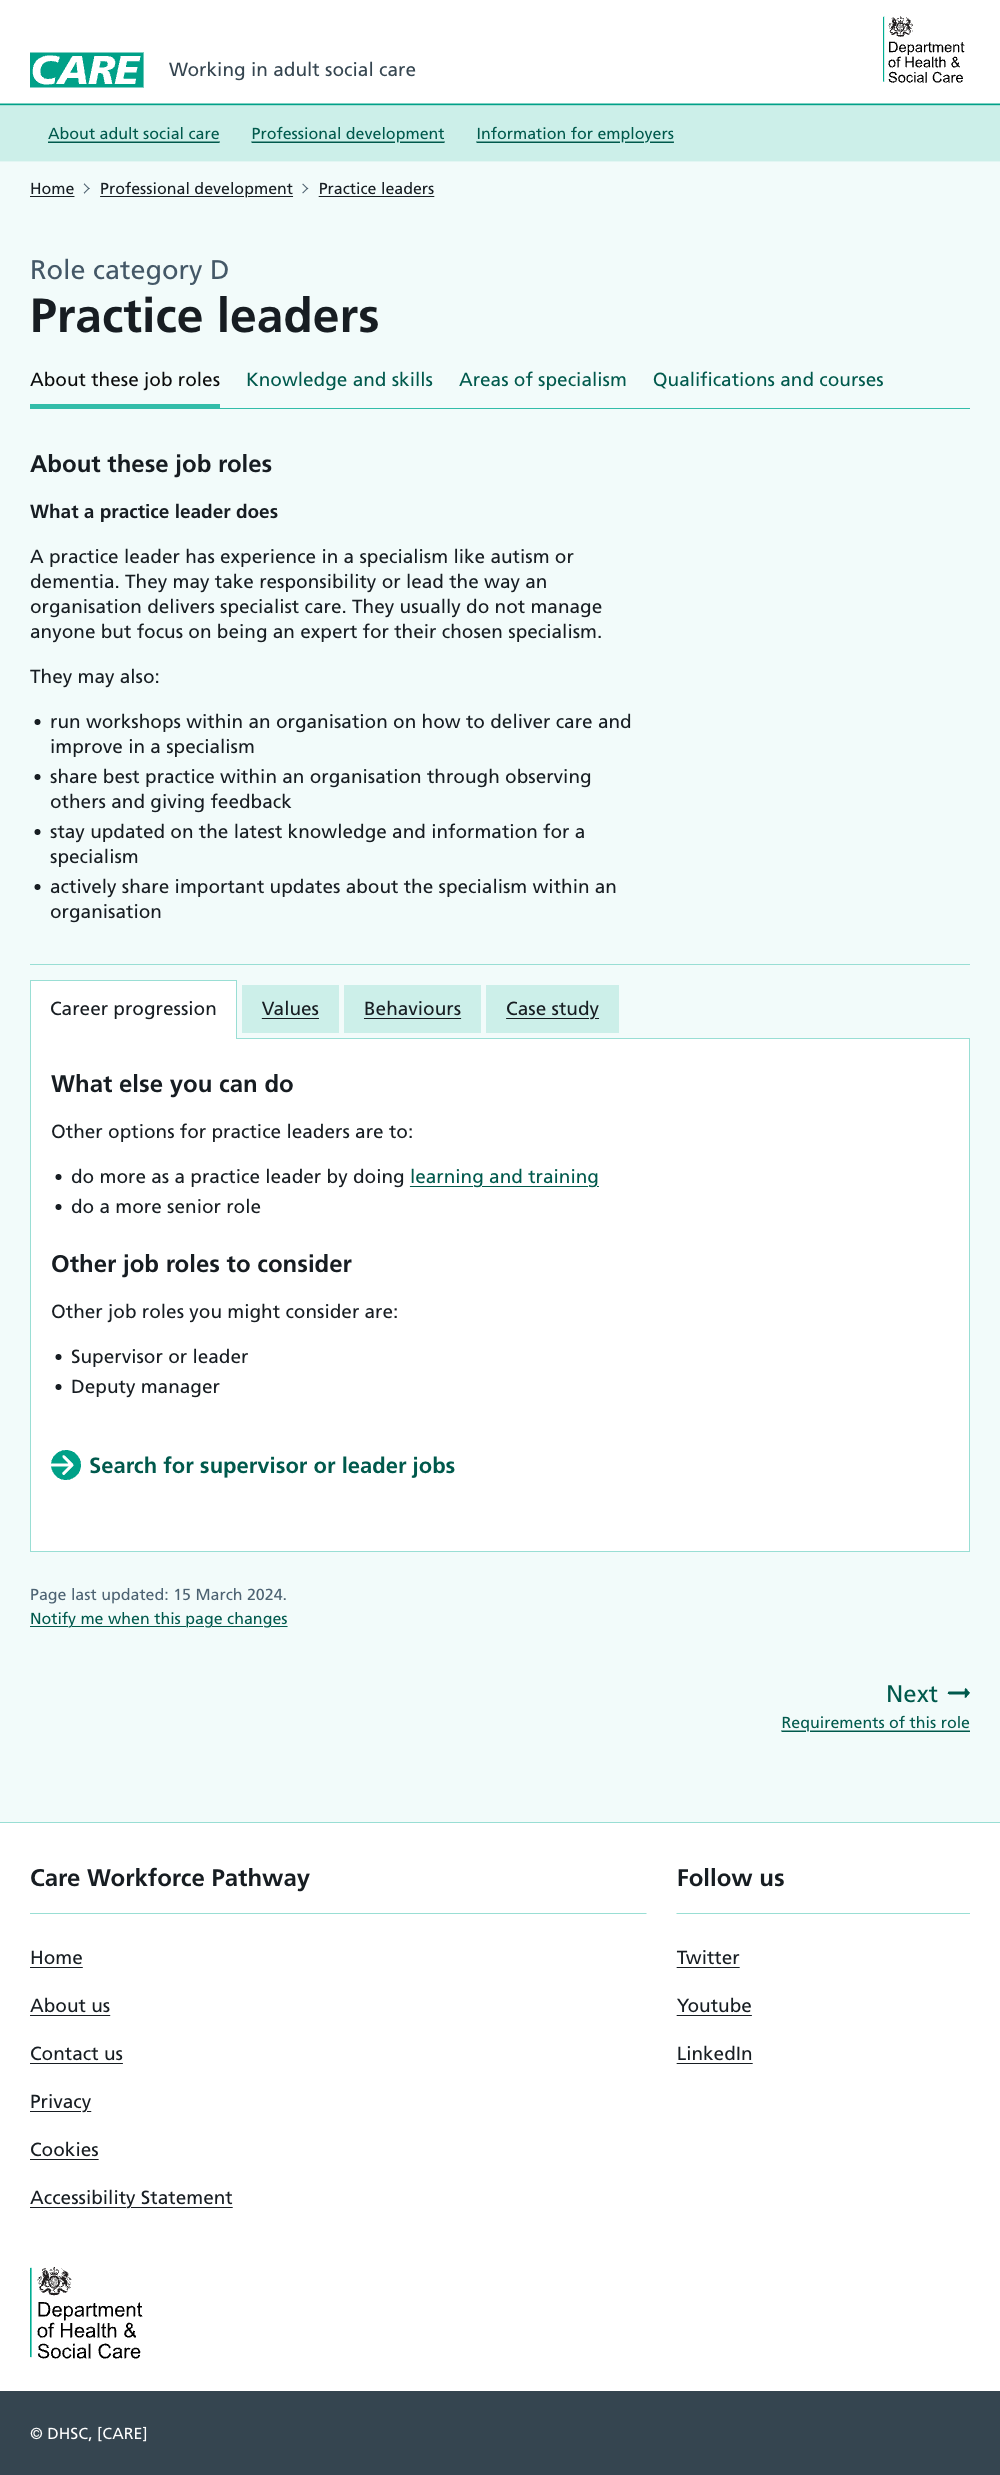 CARE
Working in adult social care
Department
of Health &
Social Care
About adult social care
Professional development
Information for employers
Home
Professional development
Practice leaders
Role category D
Practice leaders
About these job roles
Knowledge and skills
Areas of specialism
Qualifications and courses
About these job roles
What a practice leader does
A practice leader has experience in a specialism like autism or
dementia. They may take responsibility or lead the way an
organisation delivers specialist care. They usually do not manage
anyone but focus on being an expert for their chosen specialism.
They may also:
• run workshops within an organisation on how to deliver care and
improve in a specialism
• share best practice within an organisation through observing
others and giving feedback
• stay updated on the latest knowledge and information for a
specialism
• actively share important updates about the specialism within an
organisation
Career progression
Values
Behaviours
Case study
What else you can do
Other options for practice leaders are to:
• do more as a practice leader by doing learning and training
• do a more senior role
Other job roles to consider
Other job roles you might consider are:
• Supervisor or leader
• Deputy manager
Search for supervisor or leader jobs
Page last updated: 15 March 2024.
Notify me when this page changes
Next
Requirements of this role
Care Workforce Pathway
Home
About us
Contact us
Privacy
Cookies
Accessibility Statement
Follow us
Twitter
Youtube
LinkedIn
Department
of Health &
Social Care
© DHSC, [CARE]